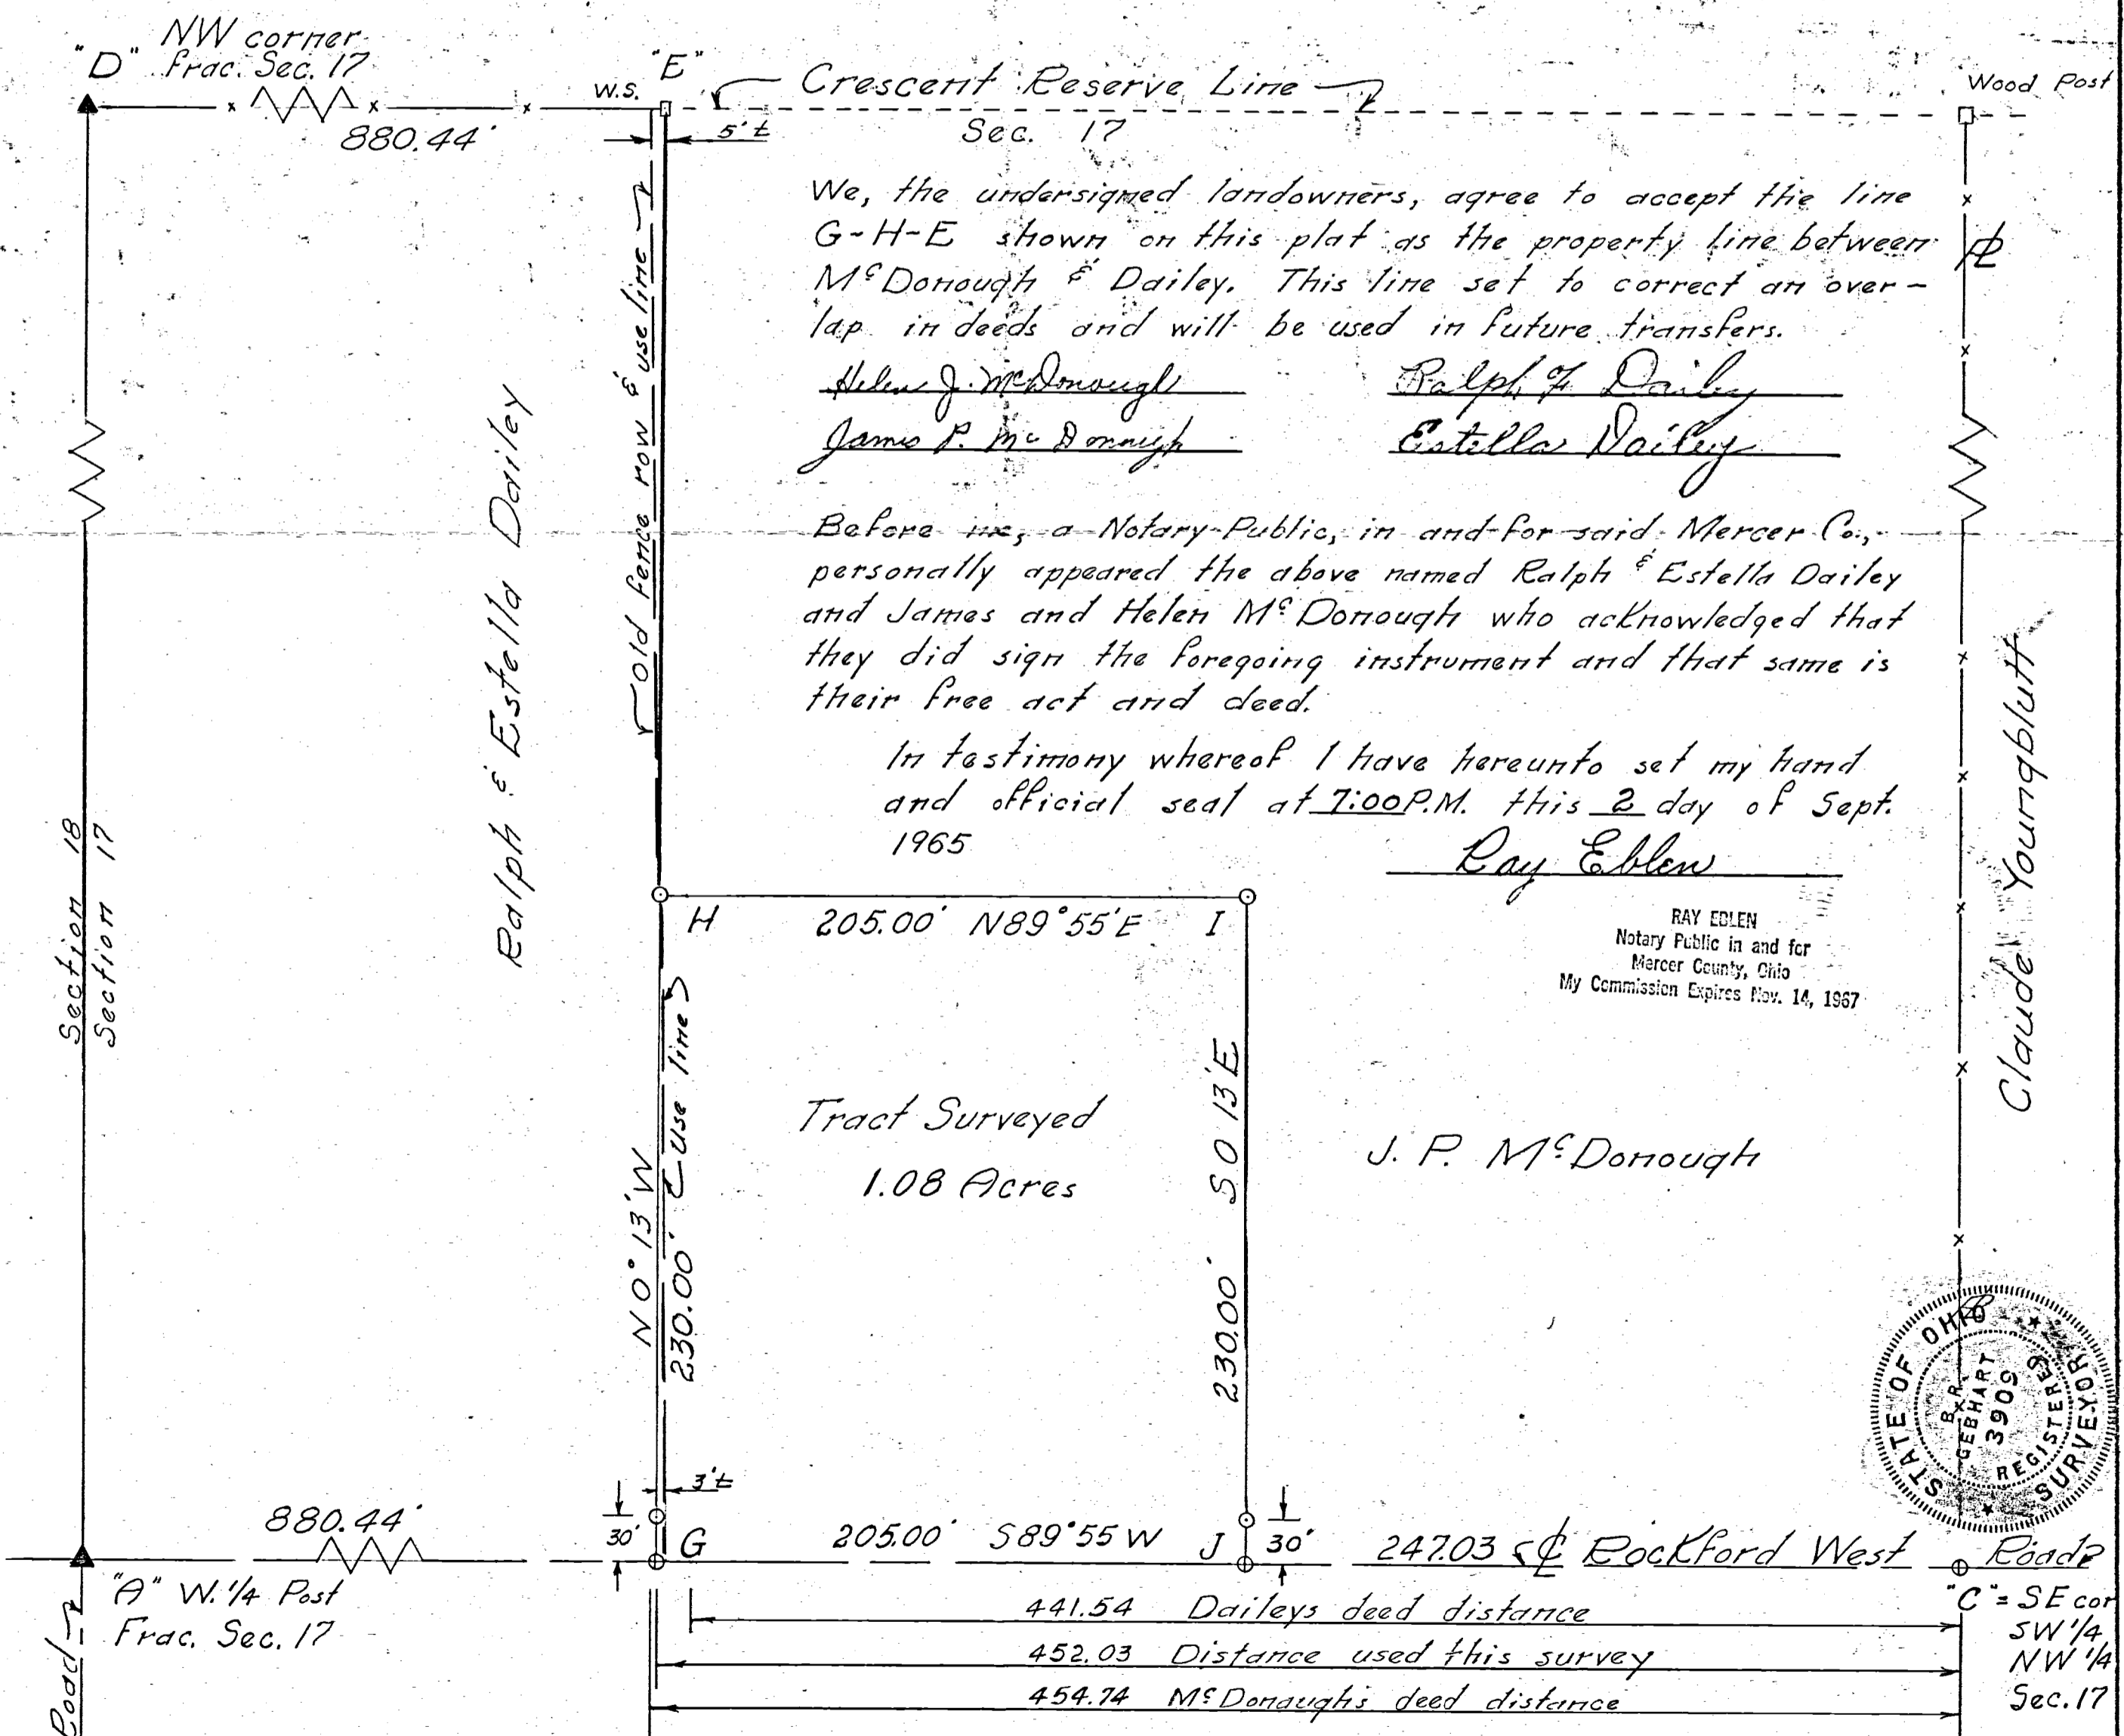 NW corner
"D" Frac. Sec. 17
W.S.
"E"
Crescent Reserve Line
Wood Post
880.44'
5'±
Sec. 17
We, the undersigned landowners, agree to accept the line
G-H-E shown on this plat as the property line between
McDonough & Dailey. This line set to correct an over-
lap in deeds and will be used in future transfers.
Helen J. McDonough
Ralph F. Dailey
James P. McDonough
Estella Dailey
Before me, a Notary Public, in and for said Mercer Co.,
personally appeared the above named Ralph & Estella Dailey
and James and Helen McDonough who acknowledged that
they did sign the foregoing instrument and that same is
their free act and deed.
In testimony whereof I have hereunto set my hand
and official seal at 7:00 P.M. this 2 day of Sept.
1965
Ray Eblen
RAY EBLEN
Notary Public in and for
Mercer County, Ohio
My Commission Expires Nov. 14, 1967
Old fence row & use line
Ralph & Estella Dailey
Section 18
Section 17
PL
Claude Youngblutt
H 205.00' N89°55'E I
Use line
N 0° 13' W
230.00'
Tract Surveyed
1.08 Acres
S 0 13'E
230.00'
J. P. McDonough
STATE OF OHIO
B. R.
GEBHART
3909
REGISTERED
SURVEYOR
3'±
880.44'
30'
G 205.00' S89°55 W J
30'
247.03 ℄ Rockford West Road
"A" W. 1/4 Post
Frac. Sec. 17
Road
441.54 Daileys deed distance
452.03 Distance used this survey
454.74 McDonaughs deed distance
"C" = SE cor
SW 1/4
NW 1/4
Sec. 17